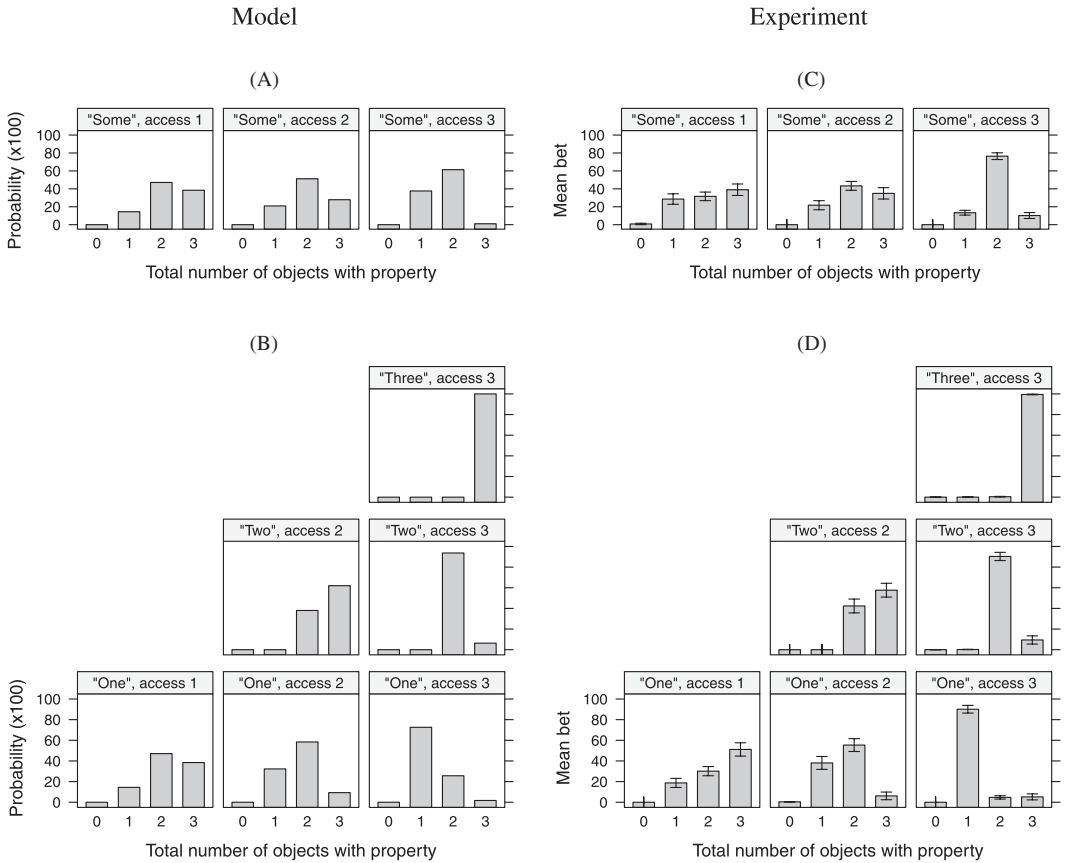 Model
Experiment
(A)
(C)
"Some", access 1
"Some", access 2
"Some", access 3
Probability (x100)
100
80
60
40
20
0
0 1 2 3
0 1 2 3
0 1 2 3
Total number of objects with property
"Some", access 1
"Some", access 2
"Some", access 3
Mean bet
100
80
60
40
20
0
0 1 2 3
0 1 2 3
0 1 2 3
Total number of objects with property
(B)
"Three", access 3
"Two", access 2
"Two", access 3
"One", access 1
"One", access 2
"One", access 3
Probability (x100)
100
80
60
40
20
0
0 1 2 3
0 1 2 3
0 1 2 3
Total number of objects with property
(D)
"Three", access 3
"Two", access 2
"Two", access 3
"One", access 1
"One", access 2
"One", access 3
Mean bet
100
80
60
40
20
0
0 1 2 3
0 1 2 3
0 1 2 3
Total number of objects with property